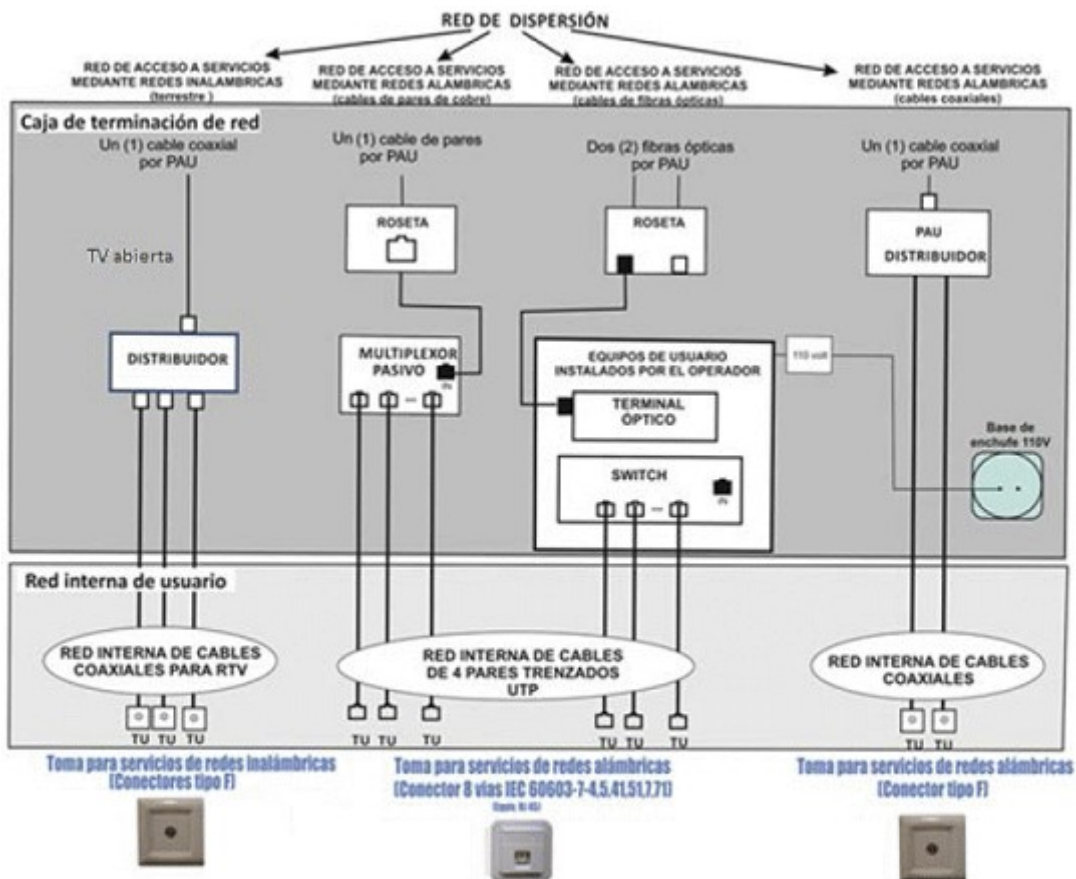 RED DE DISPERSIÓN
RED DE ACCESO A SERVICIOS
MEDIANTE REDES INALAMBRICAS
(terrestre )
RED DE ACCESO A SERVICIOS
MEDIANTE REDES ALAMBRICAS
(cables de pares de cobre)
RED DE ACCESO A SERVICIOS
MEDIANTE REDES ALAMBRICAS
(cables de fibras ópticas)
RED DE ACCESO A SERVICIOS
MEDIANTE REDES ALAMBRICAS
(cables coaxiales)
Caja de terminación de red
Un (1) cable coaxial
por PAU
Un (1) cable de pares
por PAU
Dos (2) fibras ópticas
por PAU
Un (1) cable coaxial
por PAU
TV abierta
ROSETA
ROSETA
PAU
DISTRIBUIDOR
DISTRIBUIDOR
MULTIPLEXOR
PASIVO
IN
EQUIPOS DE USUARIO
INSTALADOS POR EL OPERADOR
110 volt
TERMINAL
ÓPTICO
Base de
enchufe 110V
SWITCH
IN
Red interna de usuario
RED INTERNA DE CABLES
COAXIALES PARA RTV
RED INTERNA DE CABLES
DE 4 PARES TRENZADOS
UTP
RED INTERNA DE CABLES
COAXIALES
TU TU TU
TU TU TU
TU TU TU
TU TU
Toma para servicios de redes inalámbricas
(Conectores tipo F)
Toma para servicios de redes alámbricas
(Conector 8 vías IEC 60603-7-4,5,41,51,7,71)
Toma para servicios de redes alámbricas
(Conector tipo F)